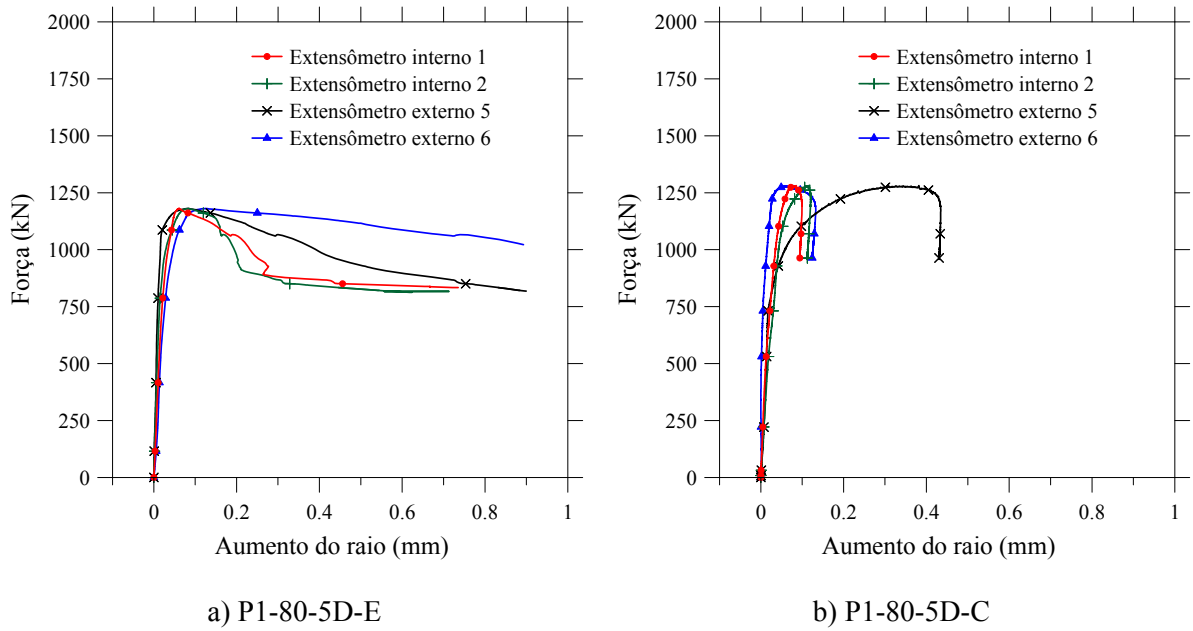 2000
1750
1500
1250
1000
750
500
250
0
Força (kN)
Extensômetro interno 1
Extensômetro interno 2
Extensômetro externo 5
Extensômetro externo 6
0 0.2 0.4 0.6 0.8 1
Aumento do raio (mm)
a) P1-80-5D-E
2000
1750
1500
1250
1000
750
500
250
0
Força (kN)
Extensômetro interno 1
Extensômetro interno 2
Extensômetro externo 5
Extensômetro externo 6
0 0.2 0.4 0.6 0.8 1
Aumento do raio (mm)
b) P1-80-5D-C